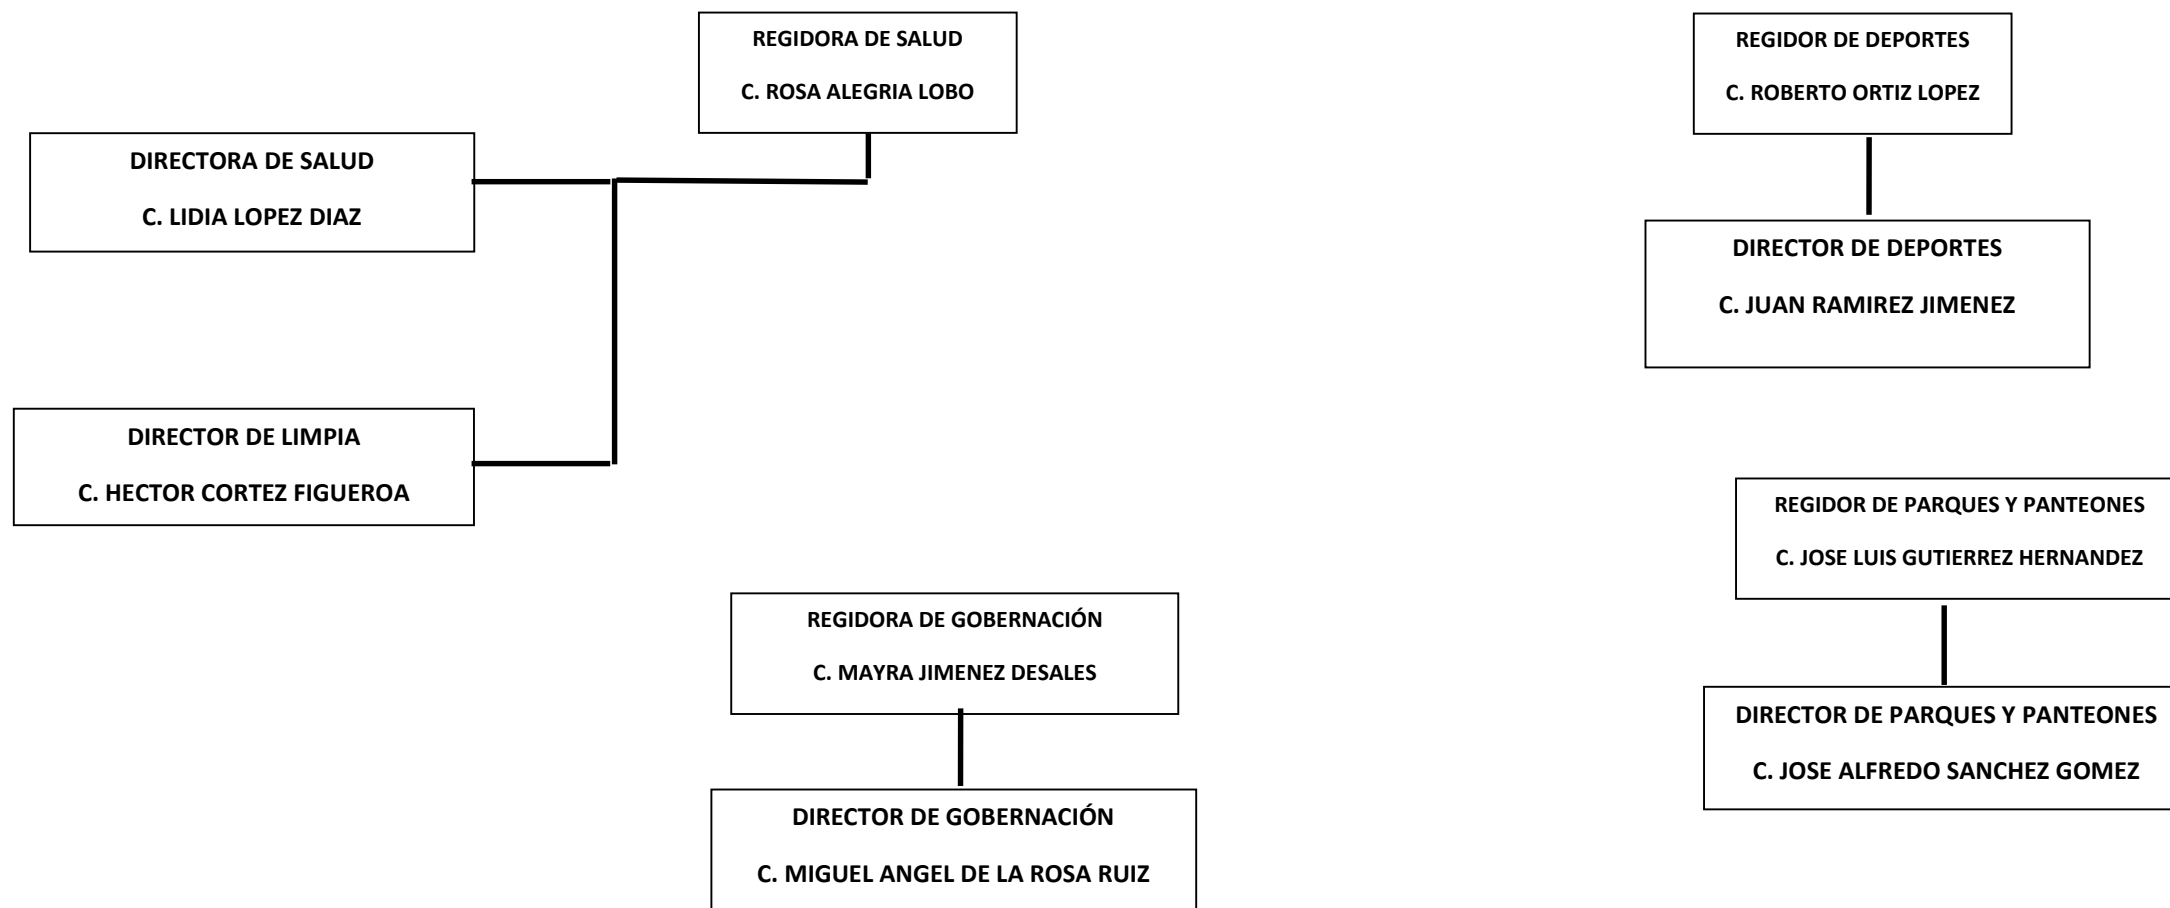 REGIDORA DE SALUD
C. ROSA ALEGRIA LOBO
DIRECTORA DE SALUD
C. LIDIA LOPEZ DIAZ
DIRECTOR DE LIMPIA
C. HECTOR CORTEZ FIGUEROA
REGIDORA DE GOBERNACIÓN
C. MAYRA JIMENEZ DESALES
DIRECTOR DE GOBERNACIÓN
C. MIGUEL ANGEL DE LA ROSA RUIZ
REGIDOR DE DEPORTES
C. ROBERTO ORTIZ LOPEZ
DIRECTOR DE DEPORTES
C. JUAN RAMIREZ JIMENEZ
REGIDOR DE PARQUES Y PANTEONES
C. JOSE LUIS GUTIERREZ HERNANDEZ
DIRECTOR DE PARQUES Y PANTEONES
C. JOSE ALFREDO SANCHEZ GOMEZ